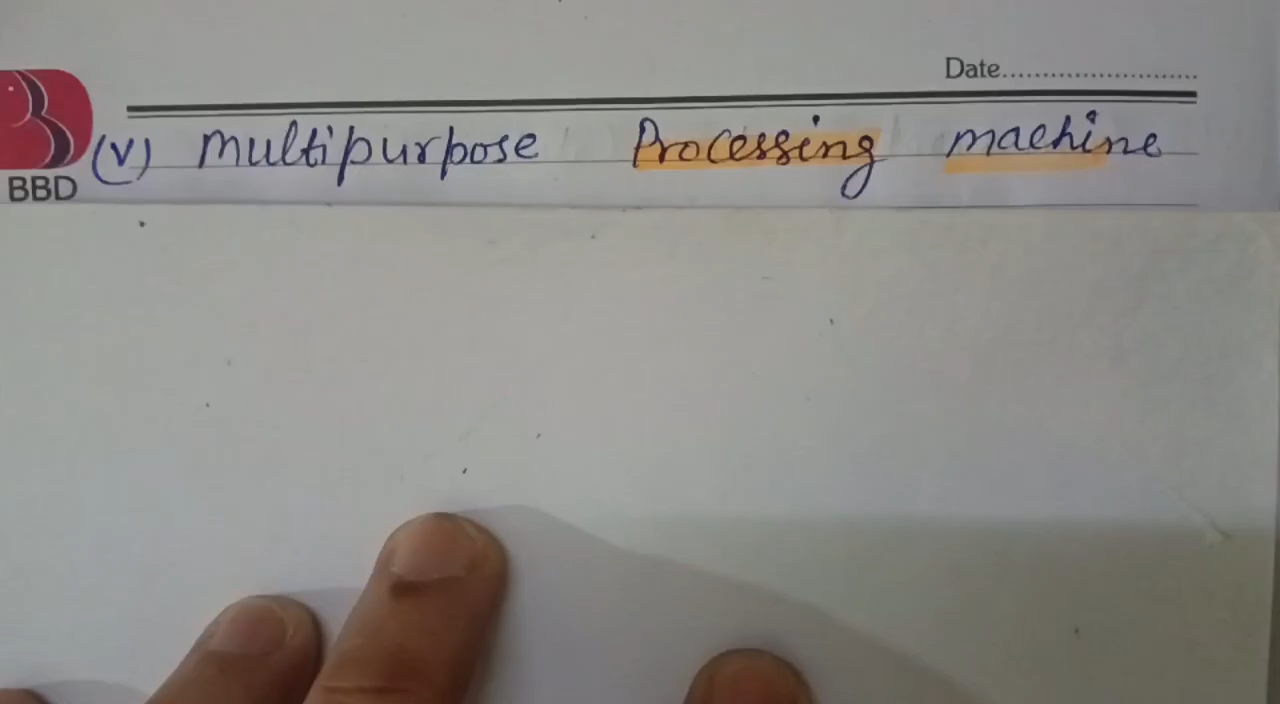 Date........................
(V) multipurpose Processing machine
BBD